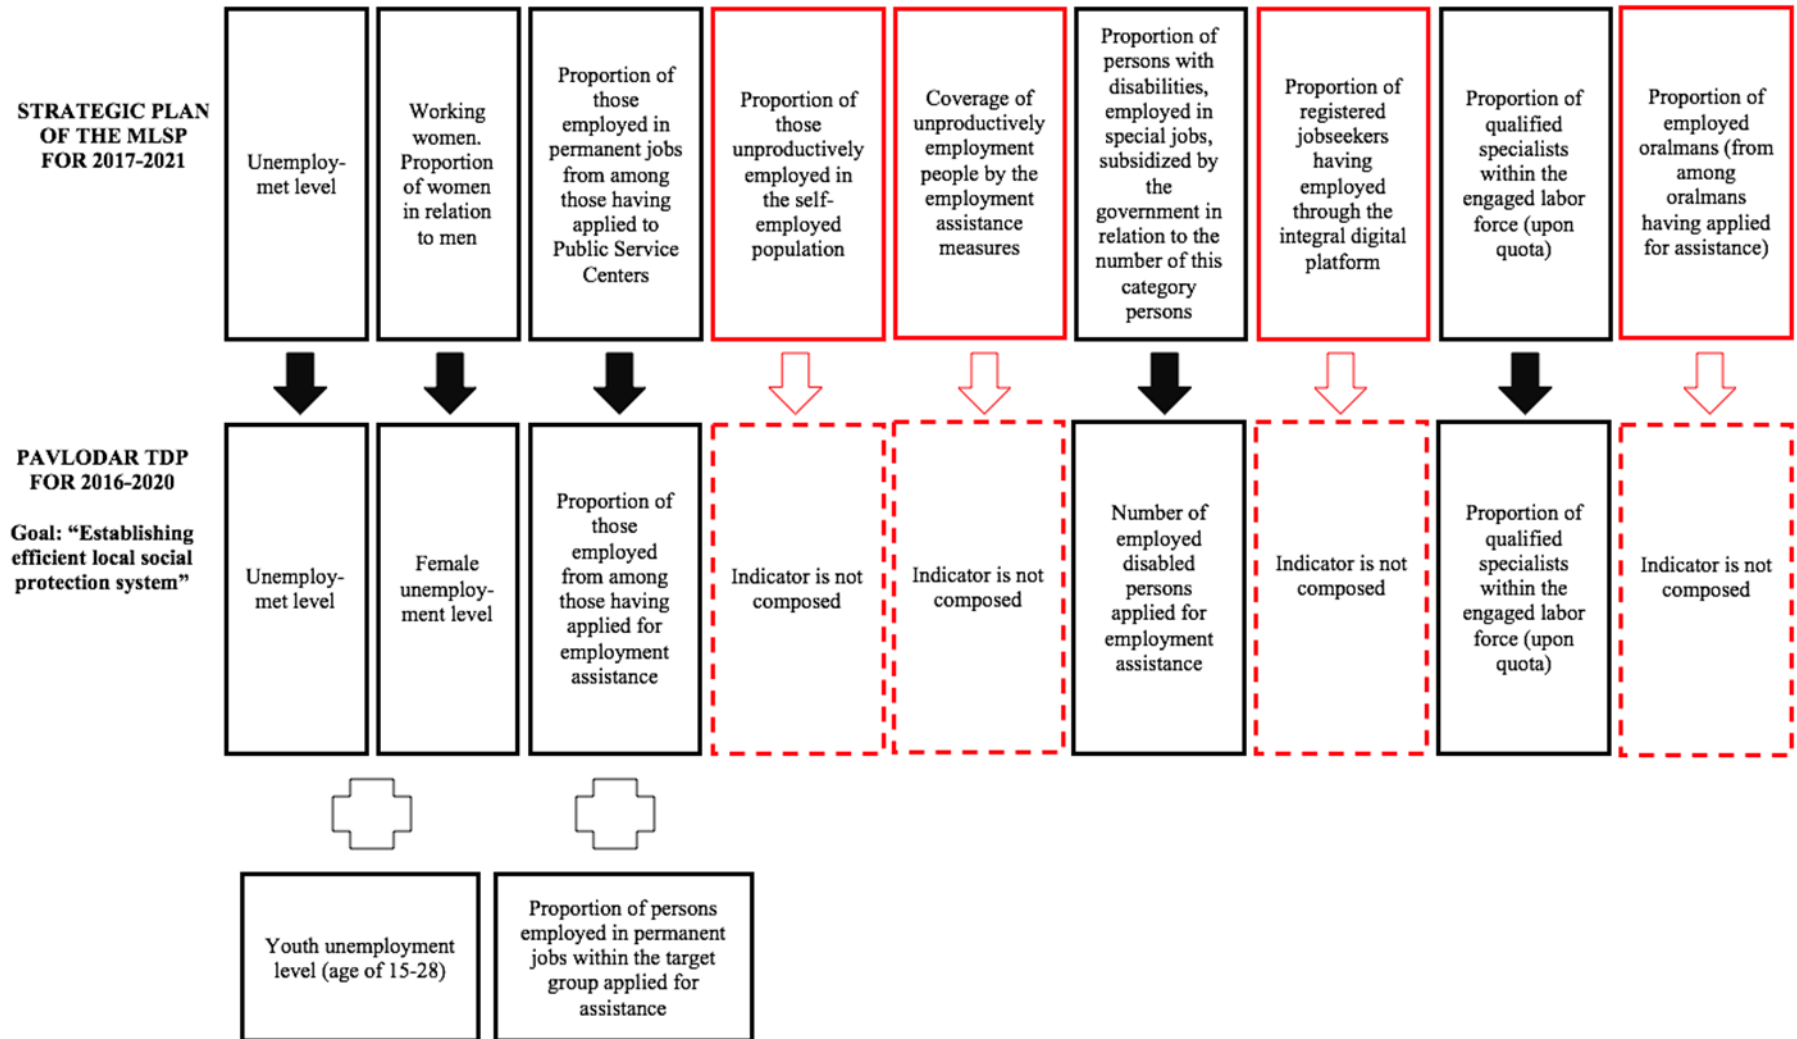 STRATEGIC PLAN
OF THE MLSP
FOR 2017-2021
Unemploy-
met level
Working
women.
Proportion
of women
in relation
to men
Proportion of
those
employed in
permanent jobs
from among
those having
applied to
Public Service
Centers
Proportion of
those
unproductively
employed in
the self-
employed
population
Coverage of
unproductively
employment
people by the
employment
assistance
measures
Proportion of
persons with
disabilities,
employed in
special jobs,
subsidized by
the
government in
relation to the
number of this
category
persons
Proportion of
registered
jobseekers
having
employed
through the
integral digital
platform
Proportion of
qualified
specialists
within the
engaged labor
force (upon
quota)
Proportion of
employed
oralmans (from
among
oralmans
having applied
for assistance)
PAVLODAR TDP
FOR 2016-2020
Goal: “Establishing
efficient local social
protection system”
Unemploy-
met level
Female
unemploy-
ment level
Proportion of
those
employed
from among
those having
applied for
employment
assistance
Indicator is not
composed
Indicator is not
composed
Number of
employed
disabled
persons
applied for
employment
assistance
Indicator is not
composed
Proportion of
qualified
specialists
within the
engaged labor
force (upon
quota)
Indicator is not
composed
Youth unemployment
level (age of 15-28)
Proportion of persons
employed in permanent
jobs within the target
group applied for
assistance